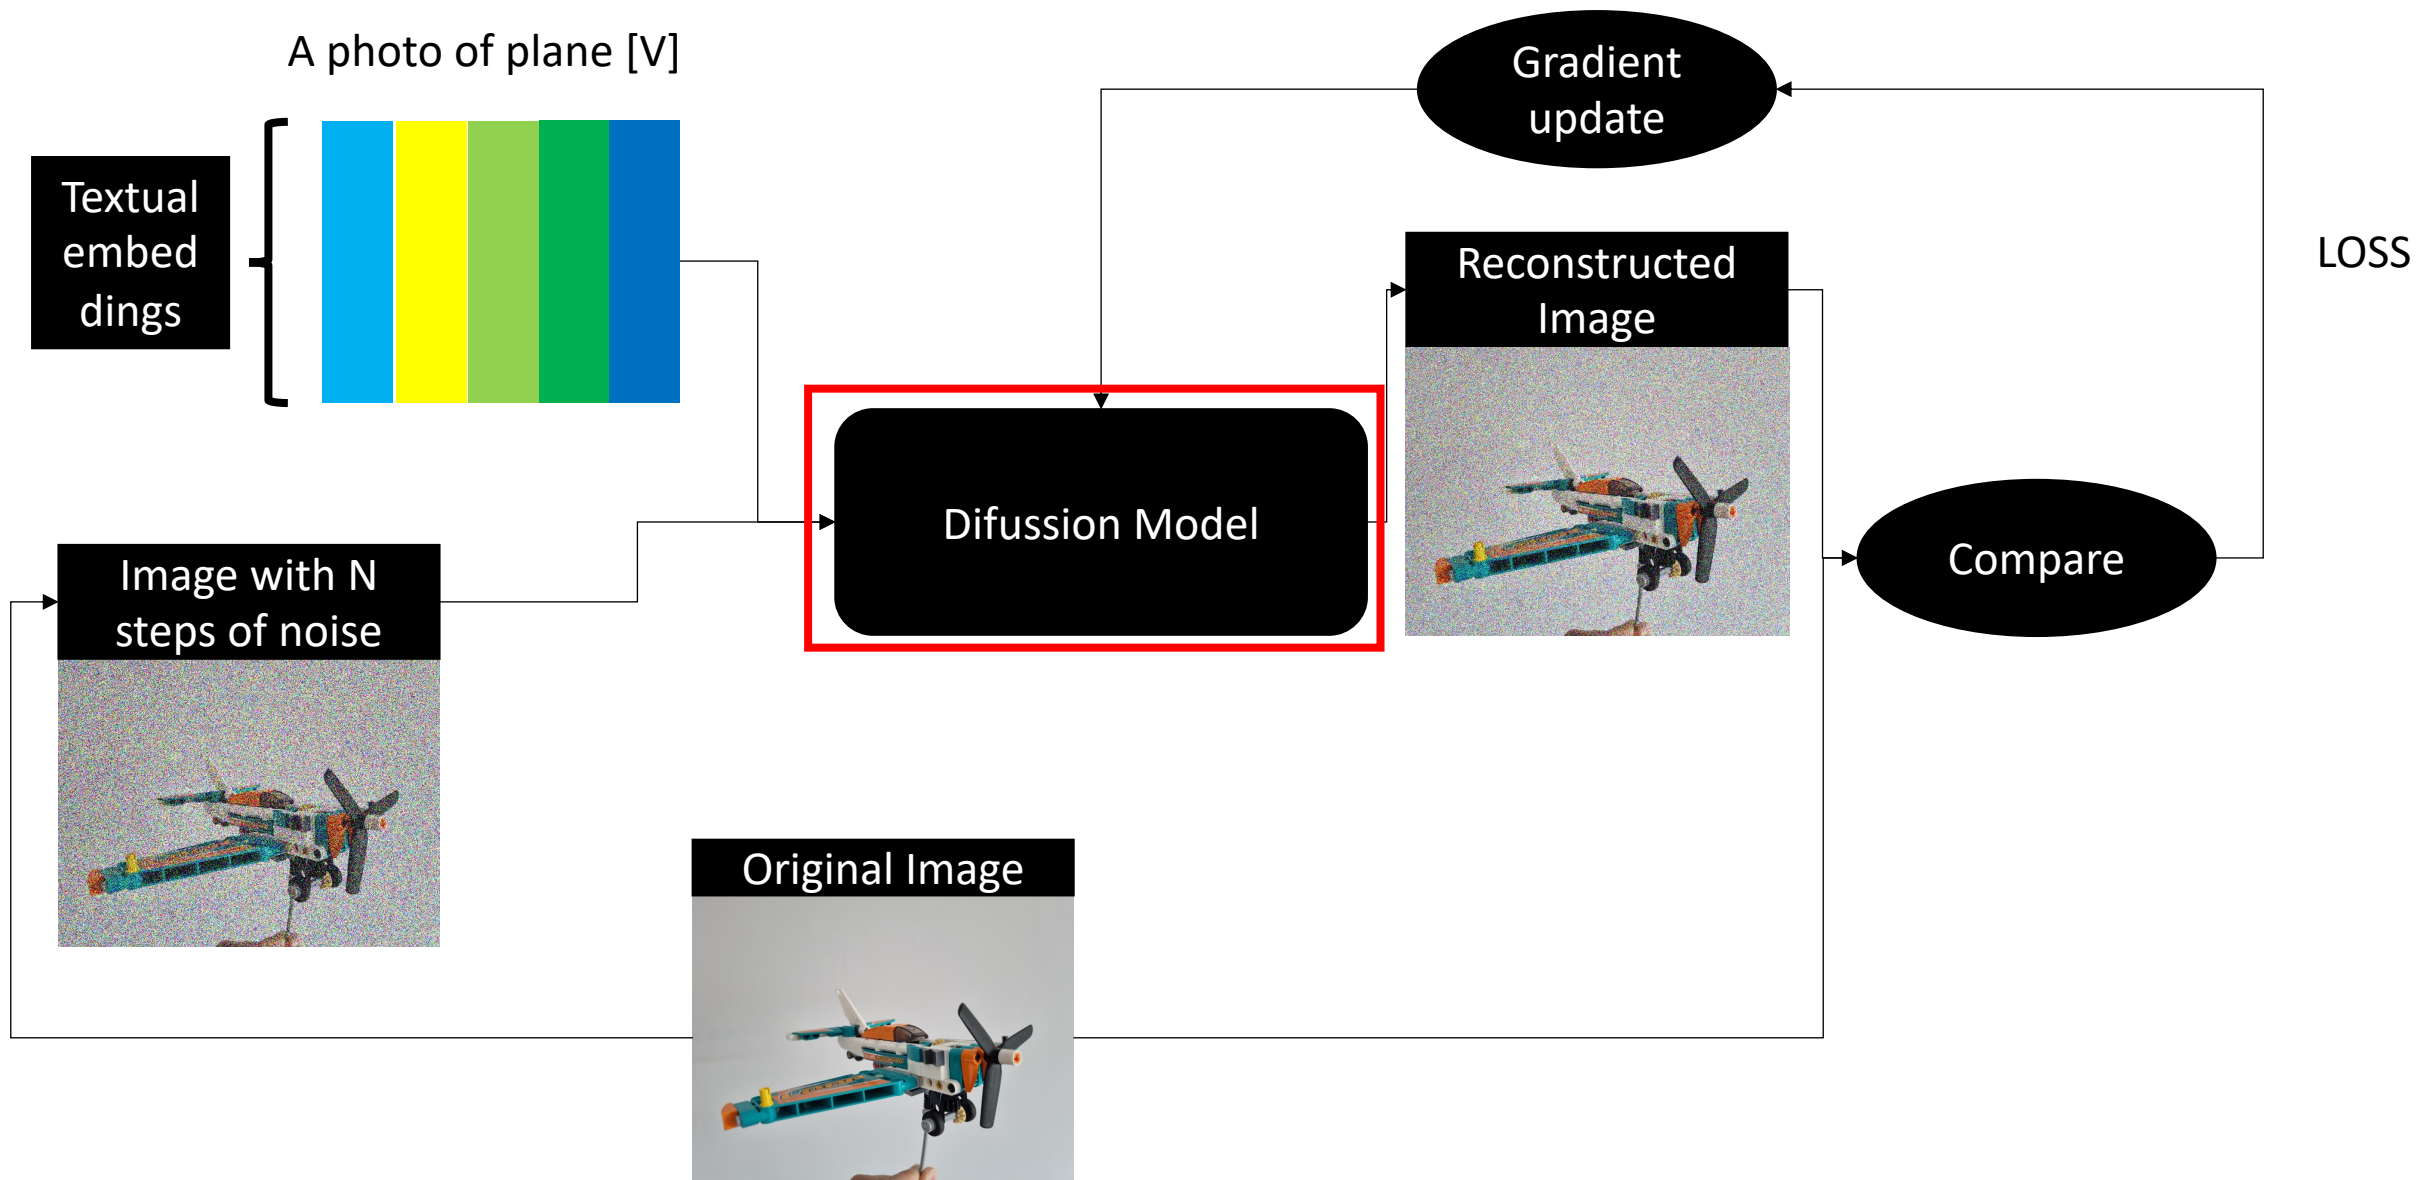 A photo of plane [V]
Textual
embed
dings
Gradient
update
LOSS
Reconstructed
Image
Difussion Model
Compare
Image with N
steps of noise
Original Image